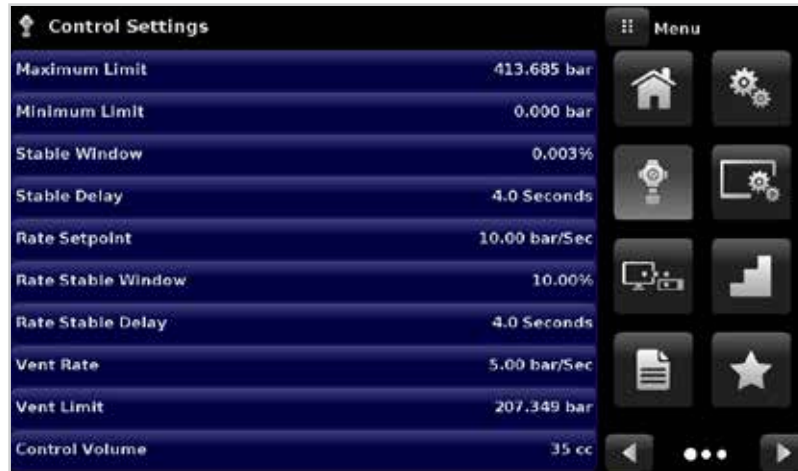 Control Settings
Menu
Maximum Limit 413.685 bar
Minimum Limit 0.000 bar
Stable Window 0.003%
Stable Delay 4.0 Seconds
Rate Setpoint 10.00 bar/Sec
Rate Stable Window 10.00%
Rate Stable Delay 4.0 Seconds
Vent Rate 5.00 bar/Sec
Vent Limit 207.349 bar
Control Volume 35 cc